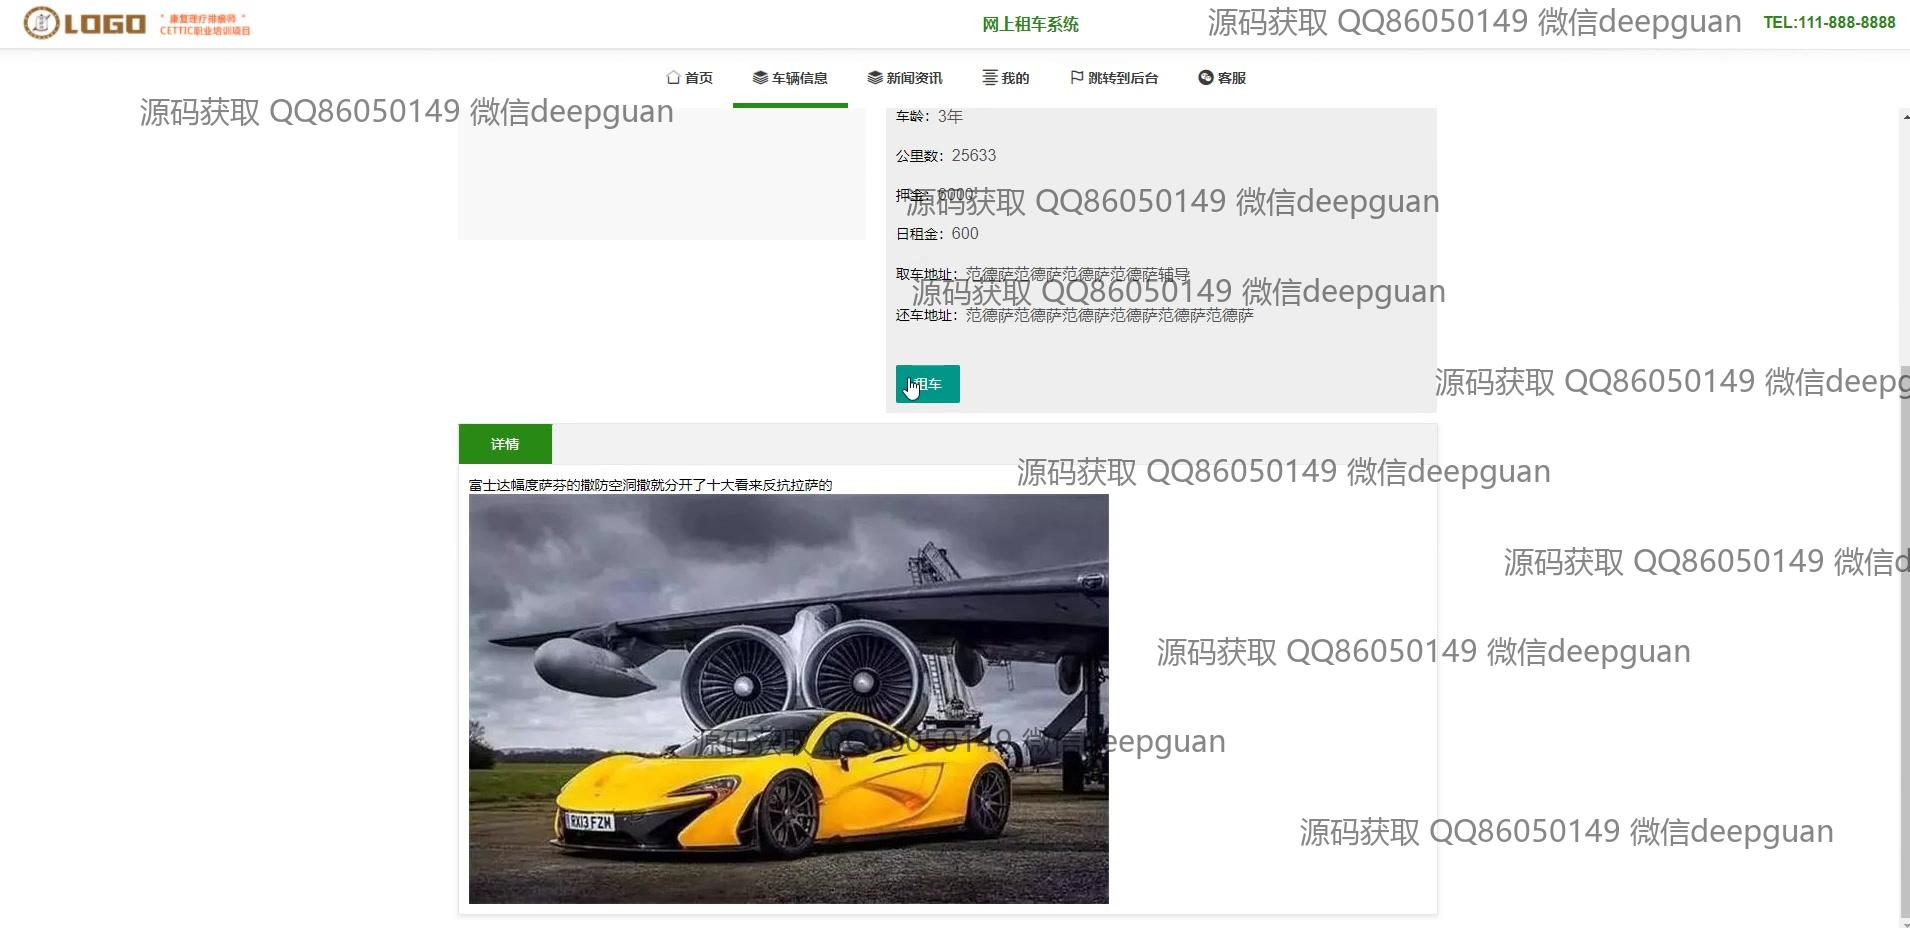 LOGO
" 康复理疗排痕师 "
CETTIC职业培训项目
网上租车系统
源码获取 QQ86050149 微信deepguan
TEL:111-888-8888
首页
车辆信息
新闻资讯
我的
跳转到后台
客服
源码获取 QQ86050149 微信deepguan
车龄：3年
公里数：25633
押金：6000
源码获取 QQ86050149 微信deepguan
日租金：600
取车地址：范德萨范德萨范德萨范德萨辅导
源码获取 QQ86050149 微信deepguan
还车地址：范德萨范德萨范德萨范德萨范德萨范德萨
租车
源码获取 QQ86050149 微信deepg
详情
源码获取 QQ86050149 微信deepguan
富士达幅度萨芬的撒防空洞撒就分开了十大看来反抗拉萨的
源码获取 QQ86050149 微信d
源码获取 QQ86050149 微信deepguan
源码获取 QQ86050149 微信deepguan
RX13 FZM
源码获取 QQ86050149 微信deepguan